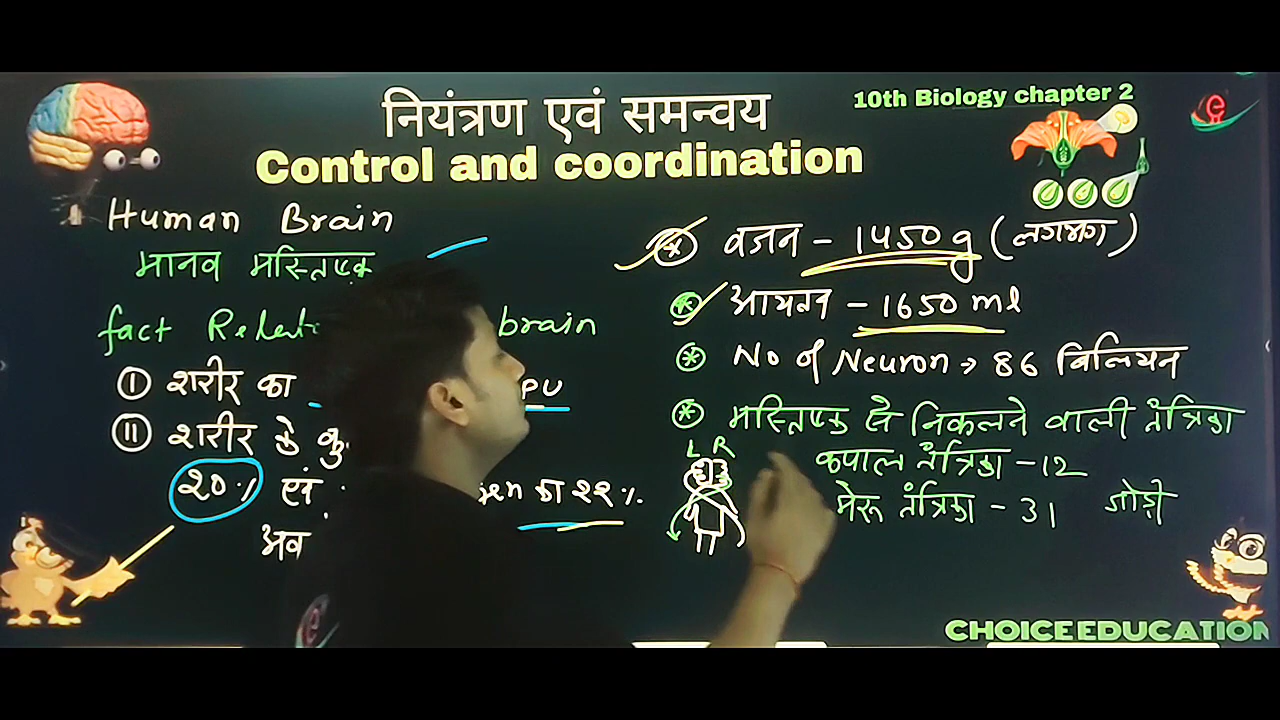 नियंत्रण एवं समन्वय
10th Biology chapter 2
Control and coordination
Human Brain
मानव मस्तिष्क
fact brain
① शरीर का PU
② शरीर के
20% एवं का 22%.
अव
वजन - 1450 g (लगभग)
आयतन - 1650 ml
No of Neuron → 86 बिलियन
मस्तिष्क से निकलने वाली तंत्रिका
L R
कपाल तंत्रिका - 12
मेरू तंत्रिका - 31 जोड़ी
CHOICE EDUCATION